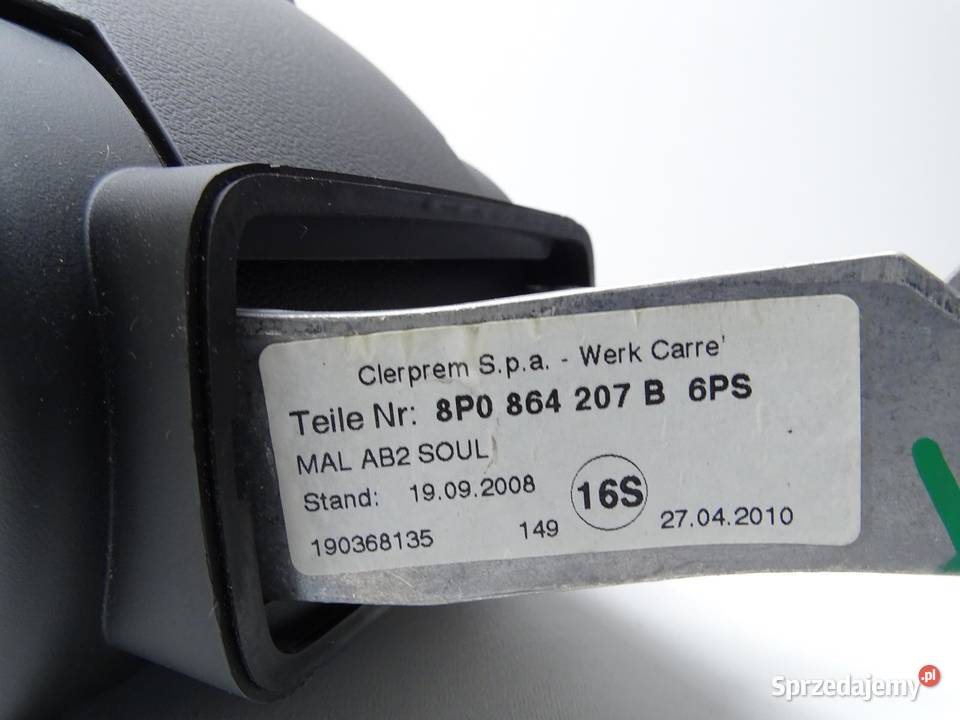 Clerprem S.p.a. - Werk Carre'
Teile Nr: 8P0 864 207 B 6PS
MAL AB2 SOUL
Stand: 19.09.2008 16S
190368135 149 27.04.2010
Sprzedajemy.pl